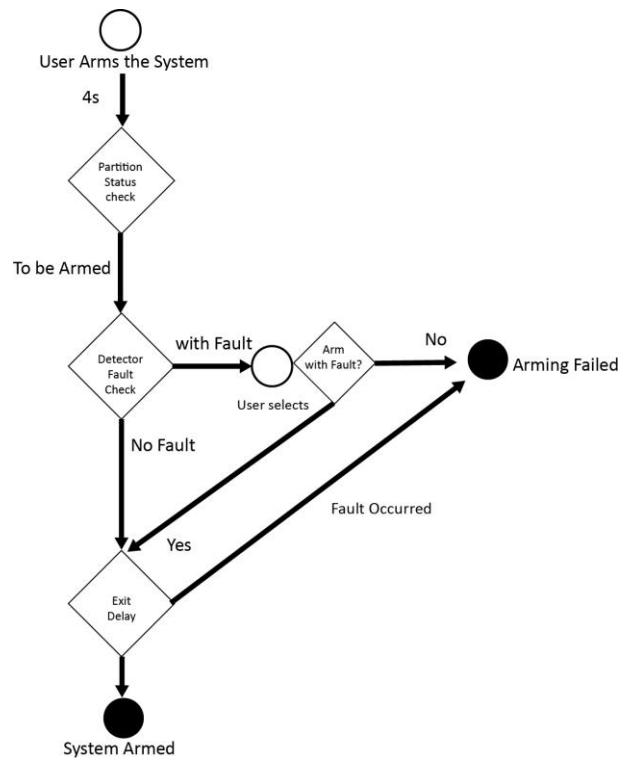 User Arms the System
4s
Partition
Status
check
To be Armed
Detector
Fault
Check
with Fault
User selects
Arm
with Fault?
No
Arming Failed
No Fault
Yes
Fault Occurred
Exit
Delay
System Armed